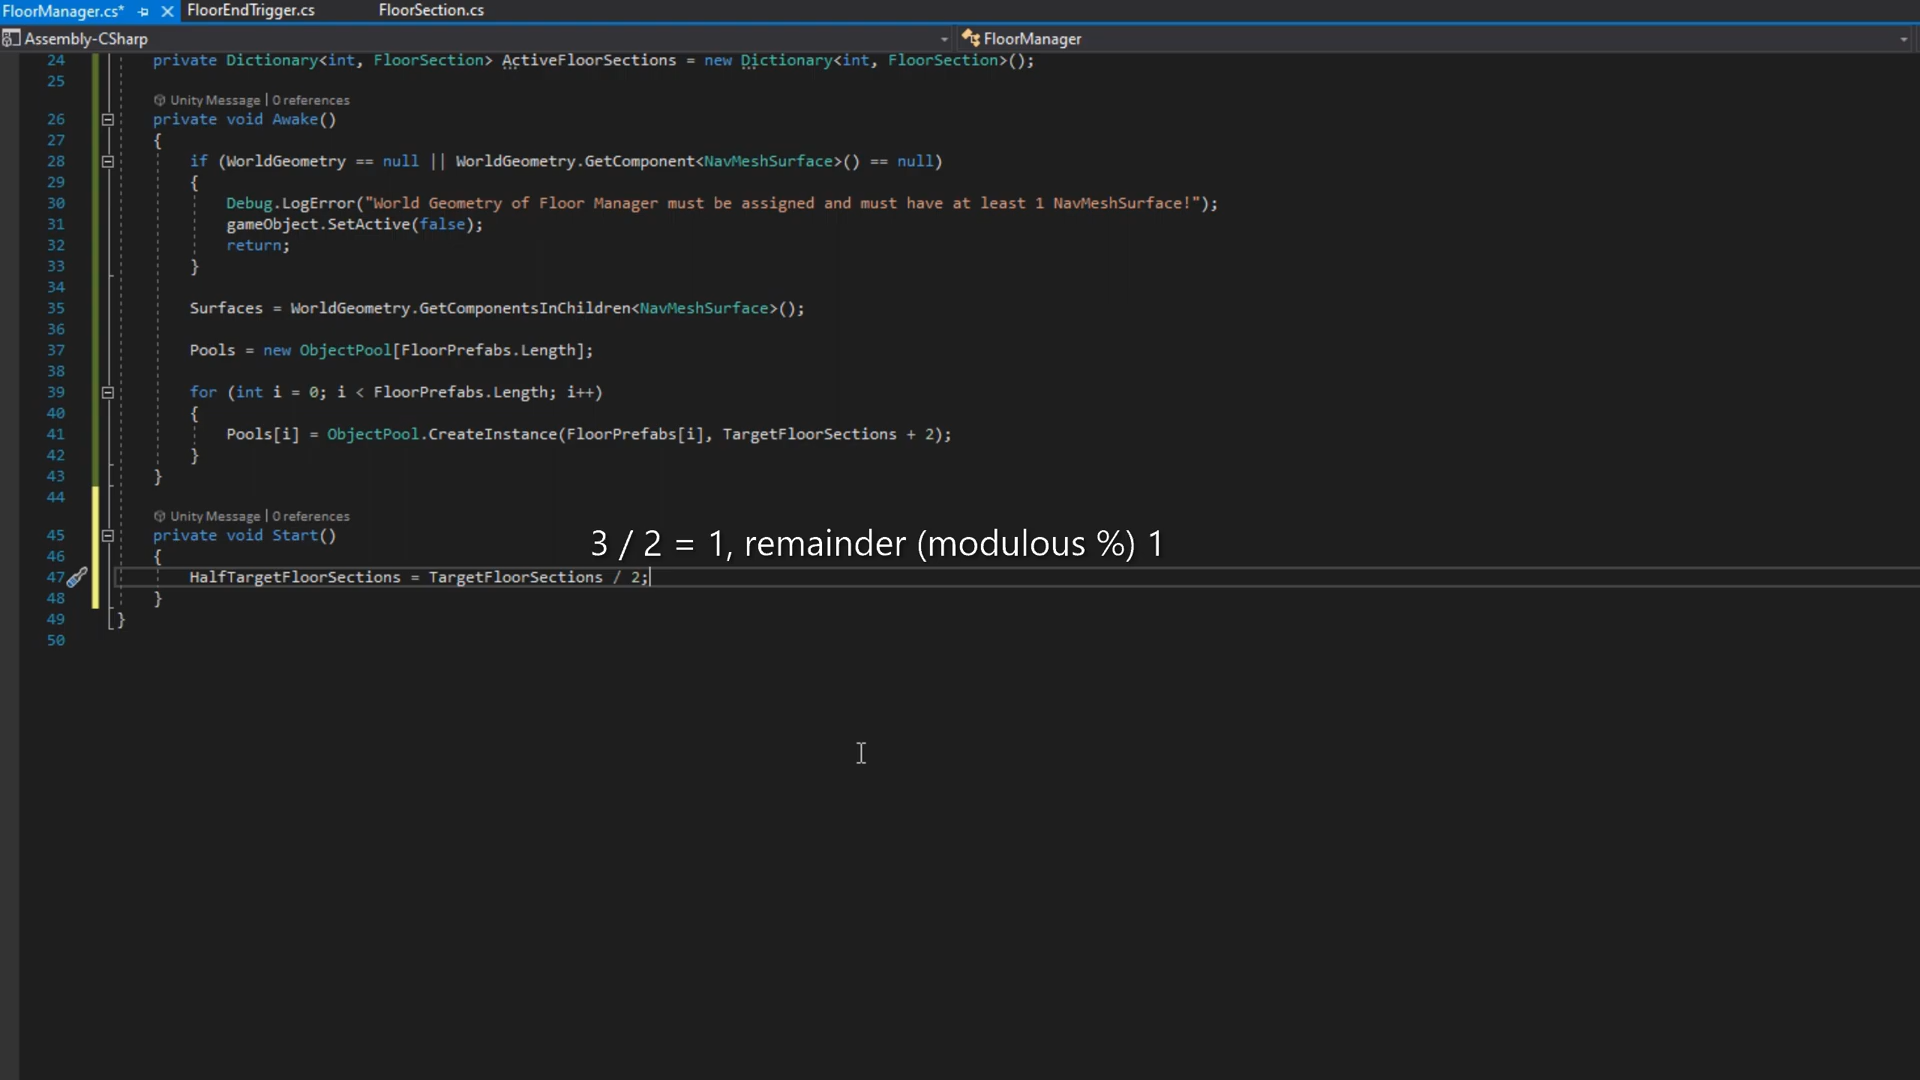 FloorManager.cs* FloorEndTrigger.cs FloorSection.cs
Assembly-CSharp FloorManager
24 private Dictionary<int, FloorSection> ActiveFloorSections = new Dictionary<int, FloorSection>();
25
Unity Message | 0 references
26 private void Awake()
27 {
28 if (WorldGeometry == null || WorldGeometry.GetComponent<NavMeshSurface>() == null)
29 {
30 Debug.LogError("World Geometry of Floor Manager must be assigned and must have at least 1 NavMeshSurface!");
31 gameObject.SetActive(false);
32 return;
33 }
34
35 Surfaces = WorldGeometry.GetComponentsInChildren<NavMeshSurface>();
36
37 Pools = new ObjectPool[FloorPrefabs.Length];
38
39 for (int i = 0; i < FloorPrefabs.Length; i++)
40 {
41 Pools[i] = ObjectPool.CreateInstance(FloorPrefabs[i], TargetFloorSections + 2);
42 }
43 }
44
Unity Message | 0 references
45 private void Start()
3 / 2 = 1, remainder (modulous %) 1
46 {
47 HalfTargetFloorSections = TargetFloorSections / 2;
48 }
49 }
50